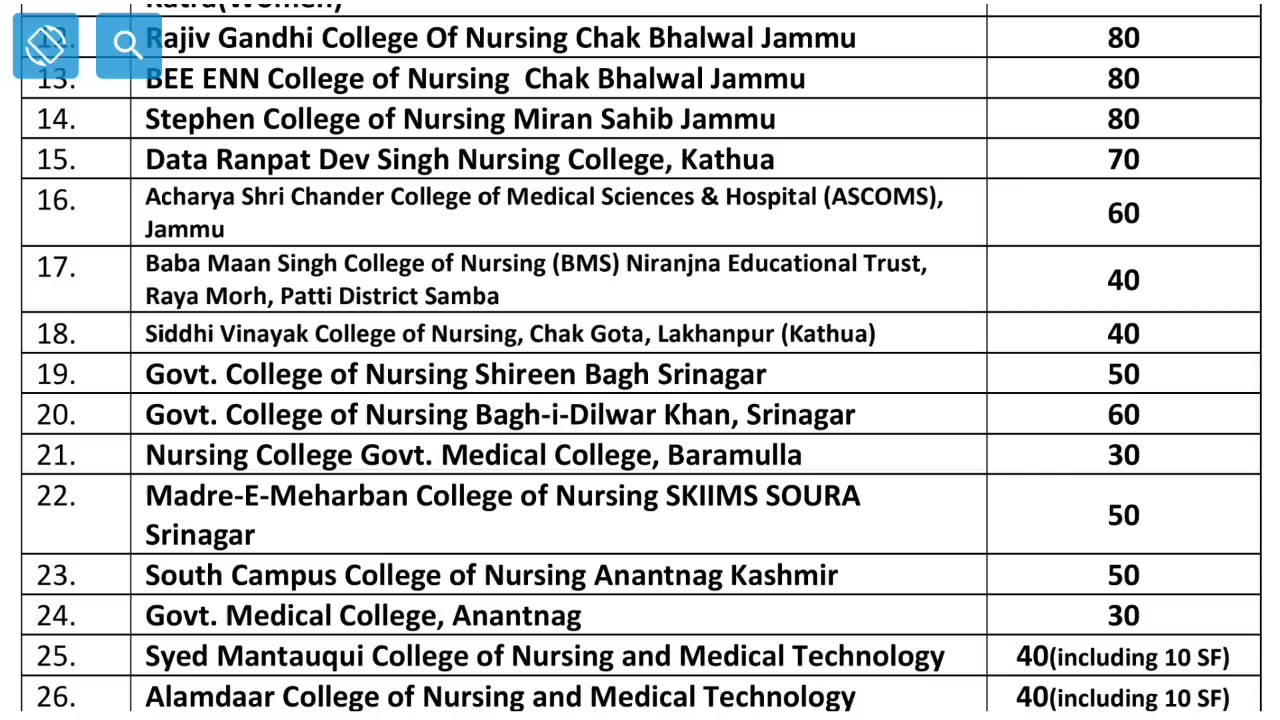 Katra(Women)
12. Rajiv Gandhi College Of Nursing Chak Bhalwal Jammu 80
13. BEE ENN College of Nursing Chak Bhalwal Jammu 80
14. Stephen College of Nursing Miran Sahib Jammu 80
15. Data Ranpat Dev Singh Nursing College, Kathua 70
16. Acharya Shri Chander College of Medical Sciences & Hospital (ASCOMS),
Jammu 60
17. Baba Maan Singh College of Nursing (BMS) Niranjna Educational Trust,
Raya Morh, Patti District Samba 40
18. Siddhi Vinayak College of Nursing, Chak Gota, Lakhanpur (Kathua) 40
19. Govt. College of Nursing Shireen Bagh Srinagar 50
20. Govt. College of Nursing Bagh-i-Dilwar Khan, Srinagar 60
21. Nursing College Govt. Medical College, Baramulla 30
22. Madre-E-Meharban College of Nursing SKIIMS SOURA
Srinagar 50
23. South Campus College of Nursing Anantnag Kashmir 50
24. Govt. Medical College, Anantnag 30
25. Syed Mantauqui College of Nursing and Medical Technology 40(including 10 SF)
26. Alamdaar College of Nursing and Medical Technology 40(including 10 SF)